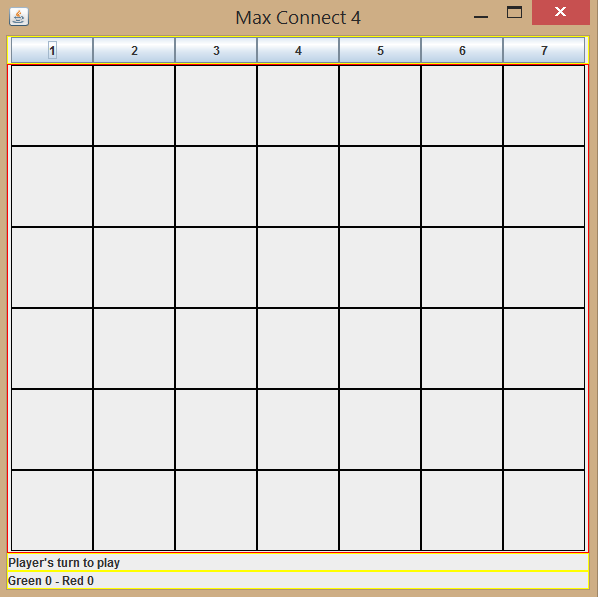 Max Connect 4
1 2 3 4 5 6 7
Player's turn to play
Green 0 - Red 0